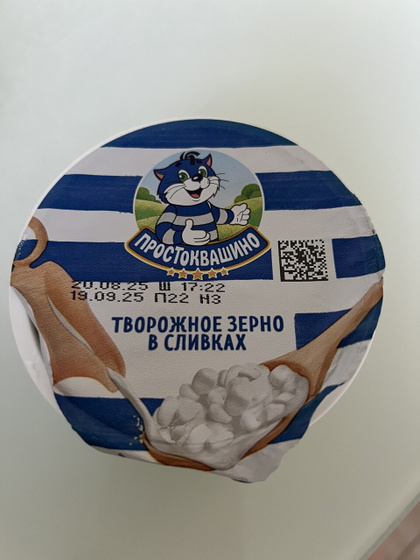 ПРОСТОКВАШИНО
20.08.25 Ш 17:22
19.09.25 П22 Н3
ТВОРОЖНОЕ ЗЕРНО
В СЛИВКАХ